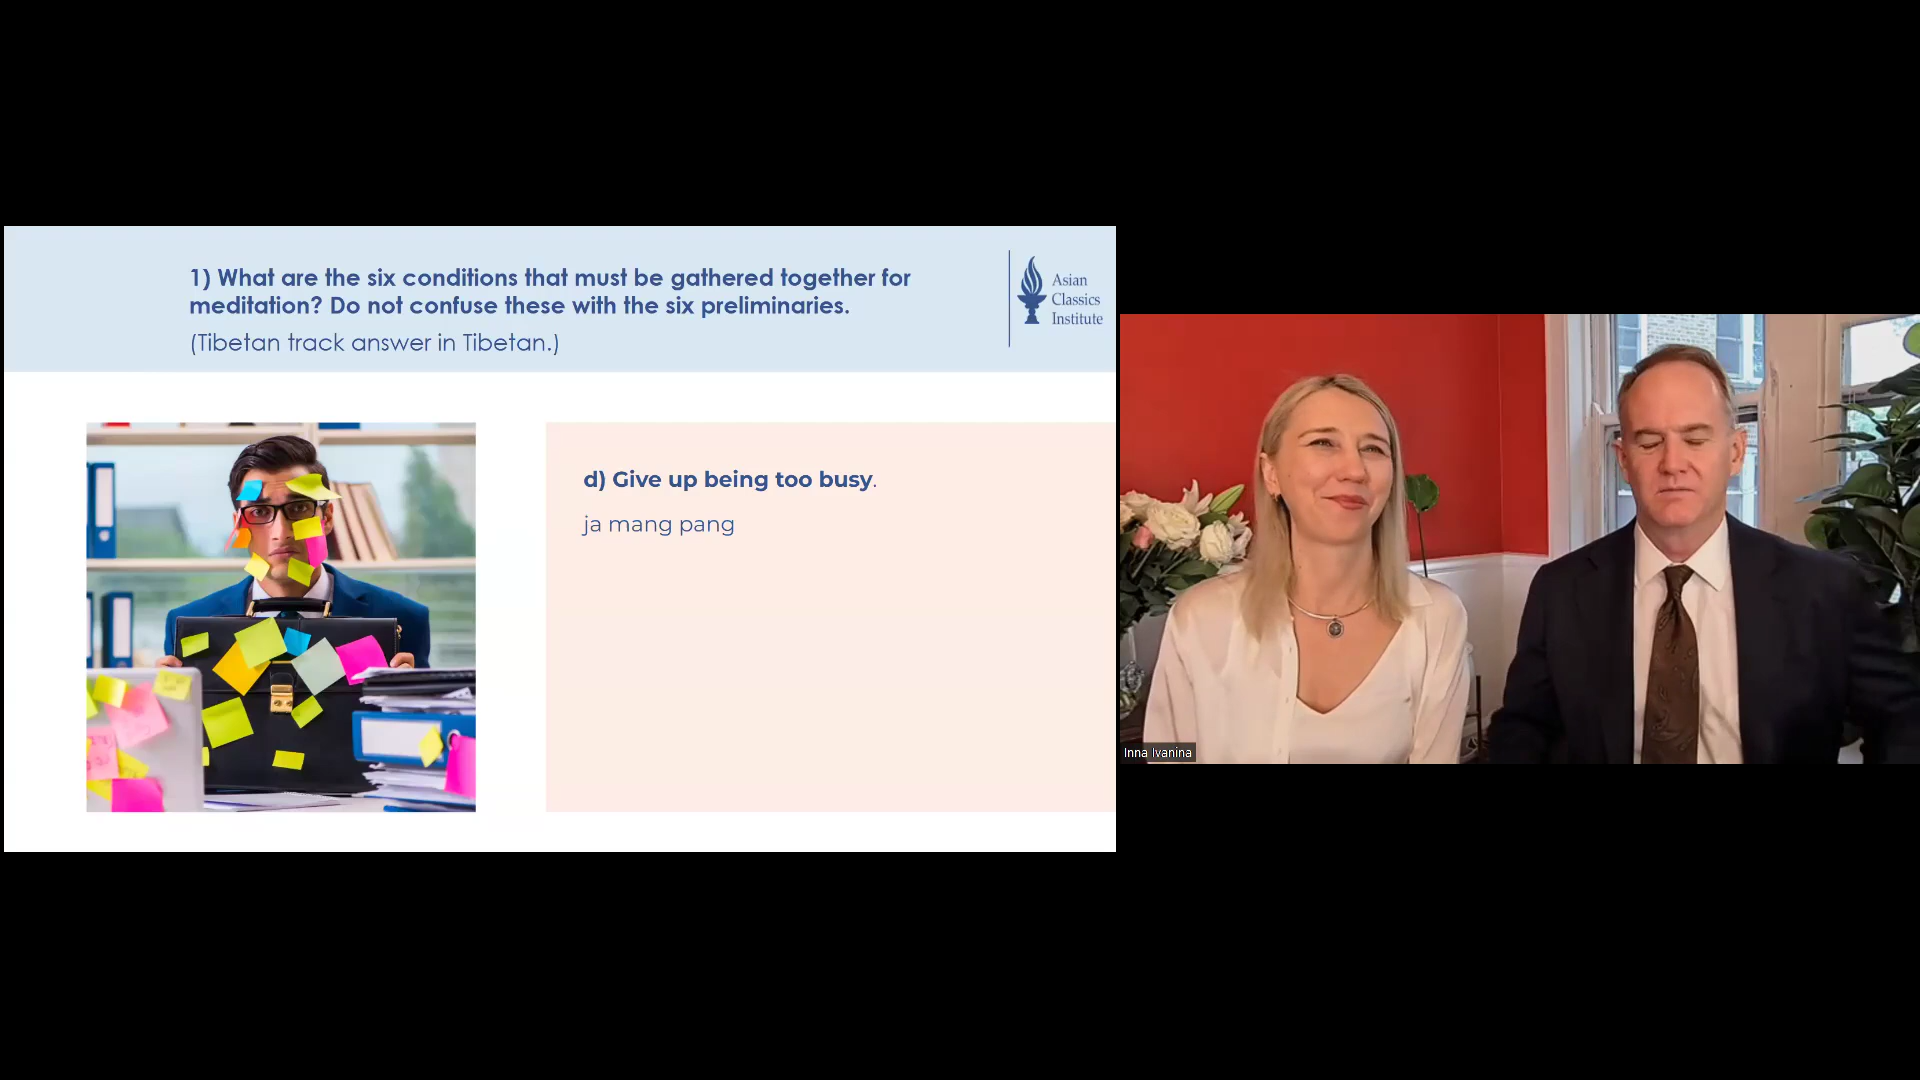 1) What are the six conditions that must be gathered together for
meditation? Do not confuse these with the six preliminaries.
(Tibetan track answer in Tibetan.)
Asian
Classics
Institute
d) Give up being too busy.
ja mang pang
Inna Ivanina